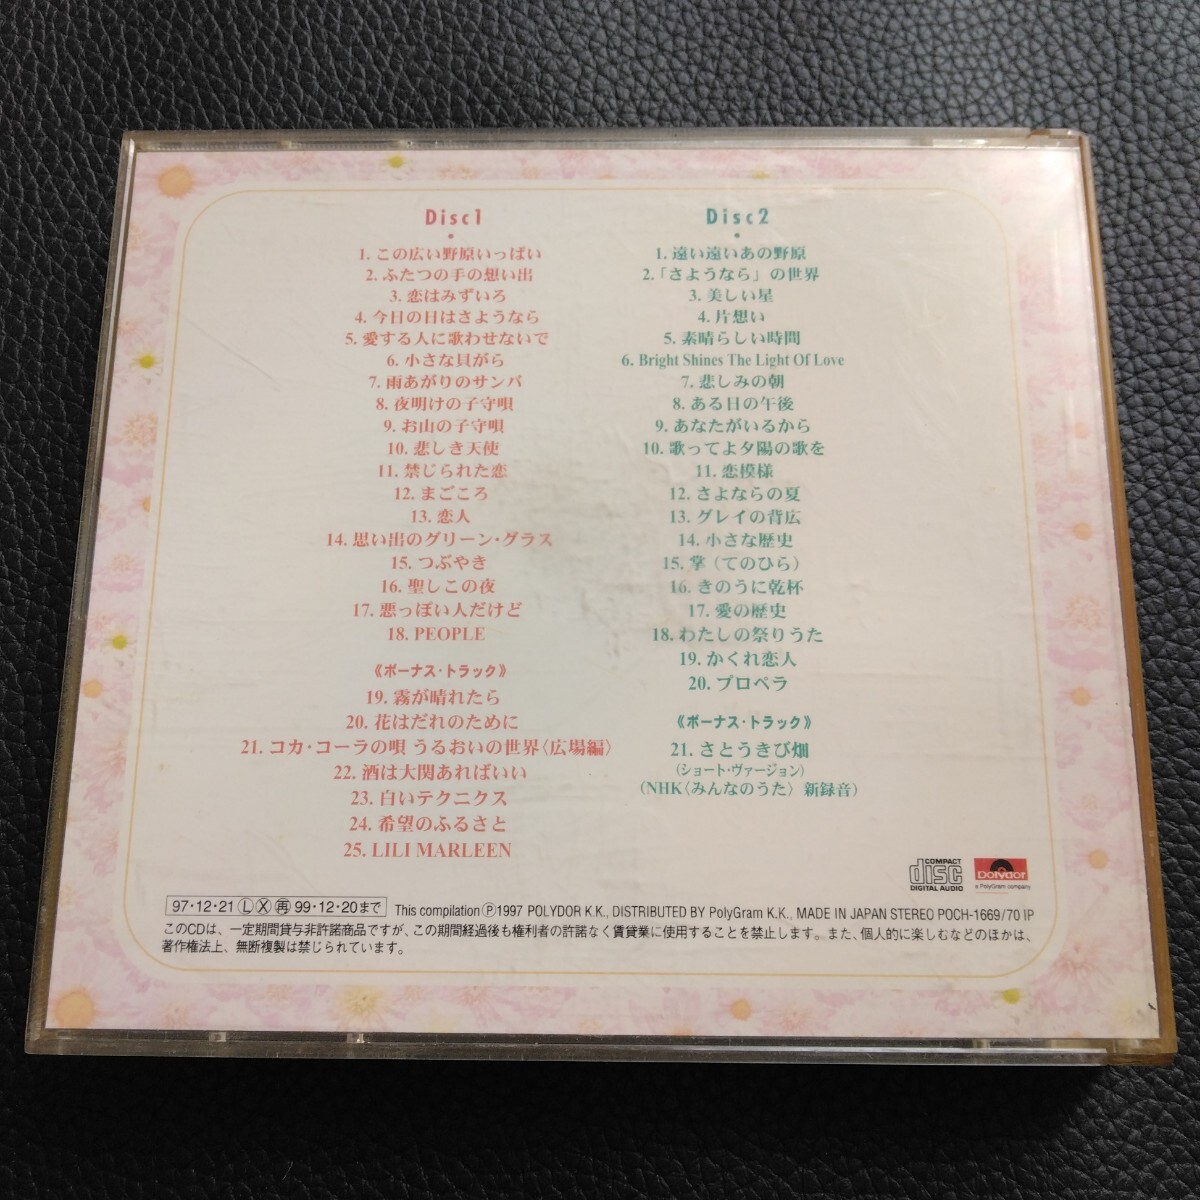 Disc1
1. この広い野原いっぱい
2. ふたつの手の想い出
3. 恋はみずいろ
4. 今日の日はさようなら
5. 愛する人に歌わせないで
6. 小さな貝がら
7. 雨あがりのサンバ
8. 夜明けの子守唄
9. お山の子守唄
10. 悲しき天使
11. 禁じられた恋
12. まごころ
13. 恋人
14. 思い出のグリーン・グラス
15. つぶやき
16. 聖しこの夜
17. 悪っぽい人だけど
18. PEOPLE
《ボーナス・トラック》
19. 霧が晴れたら
20. 花はだれのために
21. コカ・コーラの唄 うるおいの世界〈広場編〉
22. 酒は大関あればいい
23. 白いテクニクス
24. 希望のふるさと
25. LILI MARLEEN
Disc2
1. 遠い遠いあの野原
2.「さようなら」の世界
3. 美しい星
4. 片想い
5. 素晴らしい時間
6. Bright Shines The Light Of Love
7. 悲しみの朝
8. ある日の午後
9. あなたがいるから
10. 歌ってよ夕陽の歌を
11. 恋模様
12. さよならの夏
13. グレイの背広
14. 小さな歴史
15. 掌（てのひら）
16. きのうに乾杯
17. 愛の歴史
18. わたしの祭りうた
19. かくれ恋人
20. プロペラ
《ボーナス・トラック》
21. さとうきび畑
（ショート・ヴァージョン）
（NHK〈みんなのうた〉新録音）
COMPACT
disc
DIGITAL AUDIO
Polydor
a PolyGram company
97・12・21 Ⓛ Ⓧ 再 99・12・20まで This compilation Ⓟ1997 POLYDOR K.K., DISTRIBUTED BY PolyGram K.K., MADE IN JAPAN STEREO POCH-1669/70 IP
このCDは、一定期間貸与非許諾商品ですが、この期間経過後も権利者の許諾なく賃貸業に使用することを禁止します。また、個人的に楽しむなどのほかは、
著作権法上、無断複製は禁じられています。